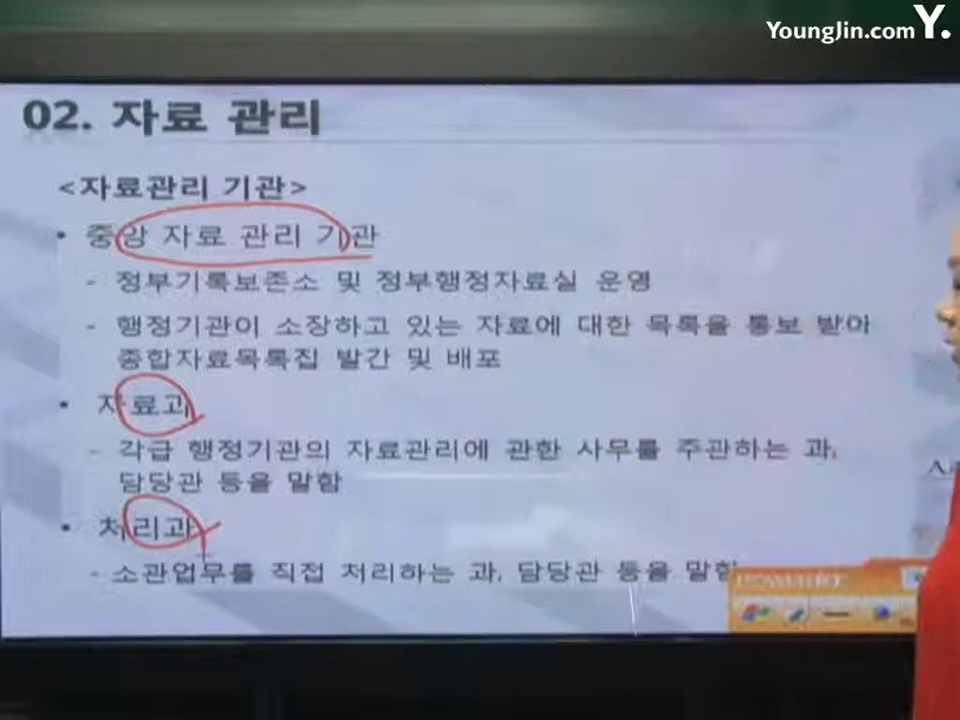 YoungJin.com Y.
02. 자료 관리
<자료관리 기관>
• 중앙 자료 관리 기관
- 정부기록보존소 및 정부행정자료실 운영
- 행정기관이 소장하고 있는 자료에 대한 목록을 통보 받아
종합자료목록집 발간 및 배포
• 자료과
- 각급 행정기관의 자료관리에 관한 사무를 주관하는 과,
담당관 등을 말함
• 처리과
- 소관업무를 직접 처리하는 과, 담당관 등을 말함